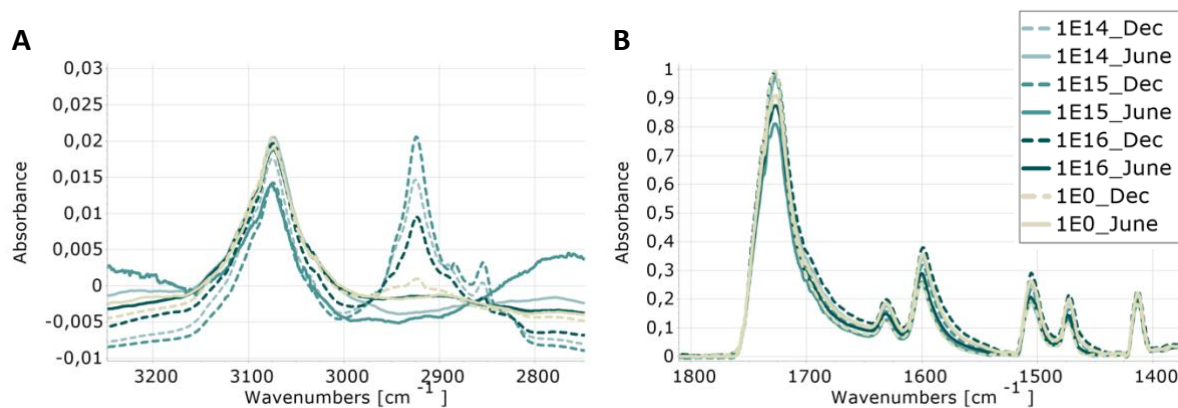 A
Absorbance
0,03
0,025
0,02
0,015
0,01
0,005
0
-0,005
-0,01
3200 3100 3000 2900 2800
Wavenumbers [cm -1]
B
Absorbance
1
0,9
0,8
0,7
0,6
0,5
0,4
0,3
0,2
0,1
0
1800 1700 1600 1500 1400
Wavenumbers [cm -1]
1E14_Dec
1E14_June
1E15_Dec
1E15_June
1E16_Dec
1E16_June
1E0_Dec
1E0_June